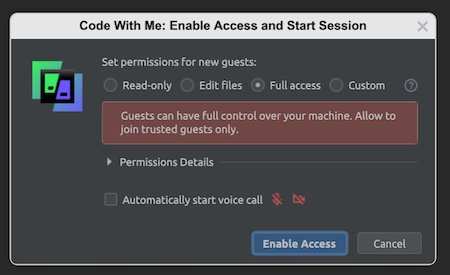 Code With Me: Enable Access and Start Session
Set permissions for new guests:
Read-only Edit files Full access Custom ?
Guests can have full control over your machine. Allow to
join trusted guests only.
Permissions Details
Automatically start voice call
Enable Access Cancel